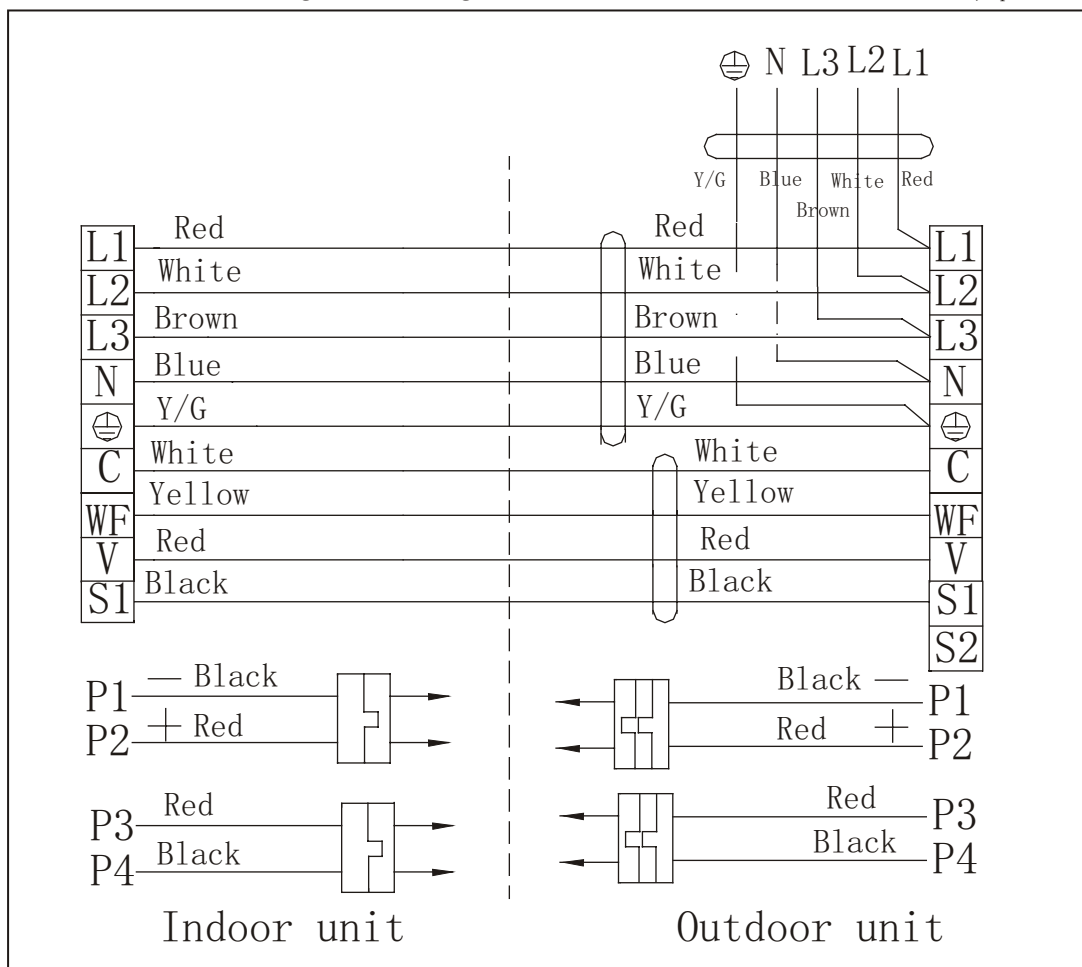 N L3 L2 L1
Y/G Blue White Red
Brown
L1 Red Red L1
L2 White White L2
L3 Brown Brown L3
N Blue Blue N
Y/G Y/G
C White White C
WF Yellow Yellow WF
V Red Red V
S1 Black Black S1
S2
P1 — Black Black — P1
P2 + Red Red + P2
P3 Red Red P3
P4 Black Black P4
Indoor unit Outdoor unit